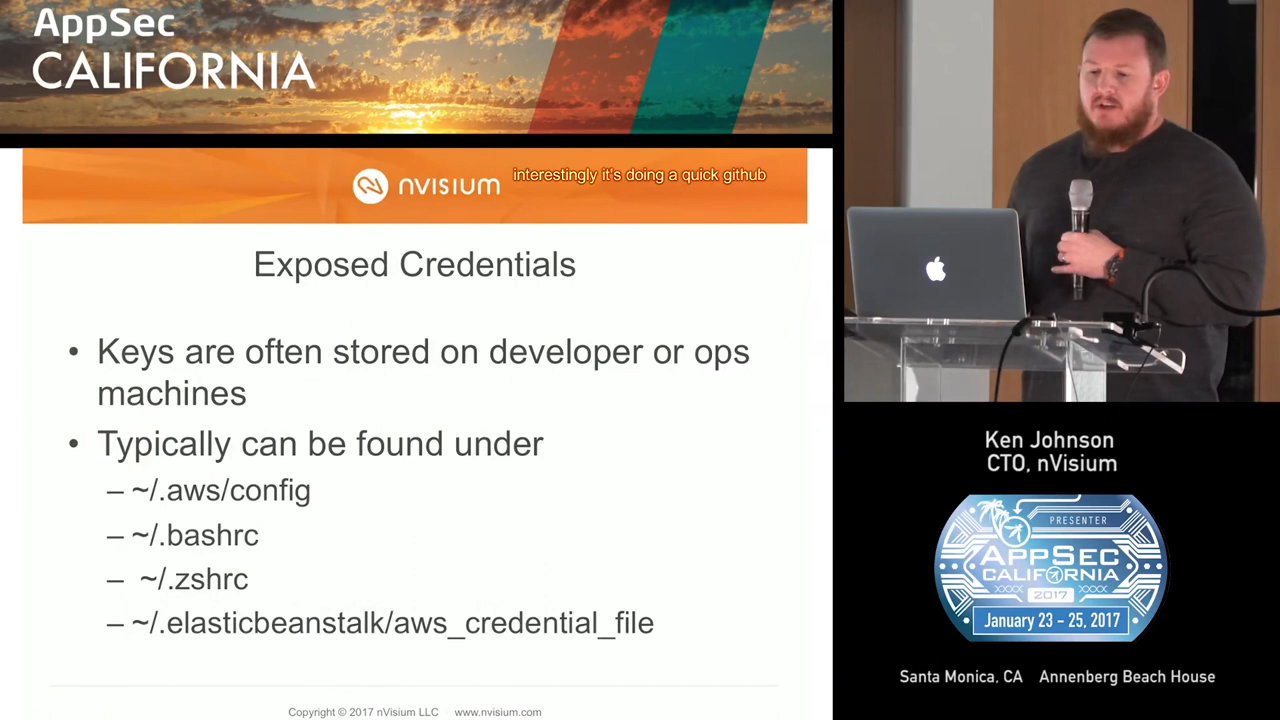 AppSec
CALIFORNIA
nVISIUM
interestingly it's doing a quick github
Exposed Credentials
• Keys are often stored on developer or ops
machines
• Typically can be found under
– ~/.aws/config
– ~/.bashrc
– ~/.zshrc
– ~/.elasticbeanstalk/aws_credential_file
Copyright © 2017 nVisium LLC www.nvisium.com
Ken Johnson
CTO, nVisium
PRESENTER
APPSEC
CALIFORNIA
XXXX 2017 XXXX
January 23 - 25, 2017
Santa Monica, CA Annenberg Beach House